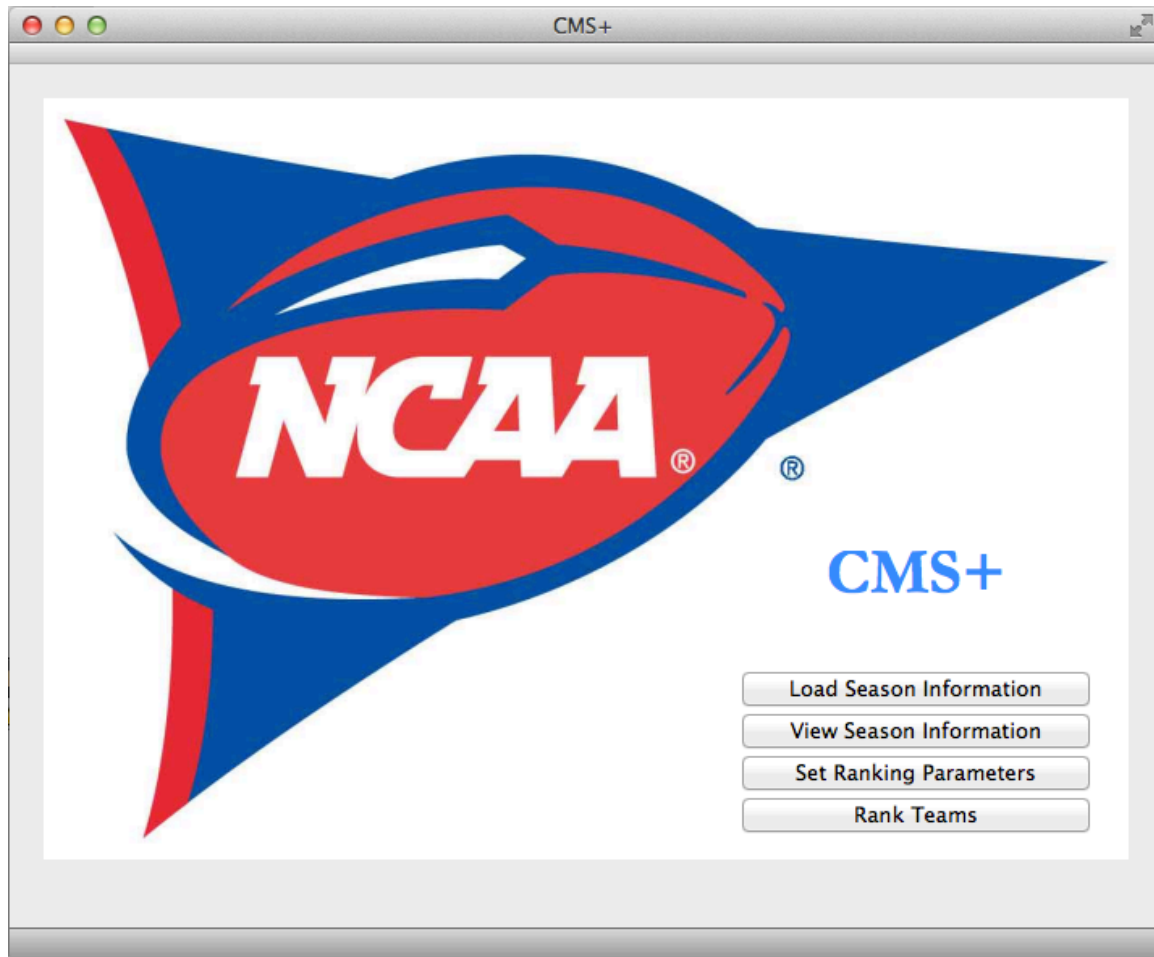 CMS+
NCAA®
®
CMS+
Load Season Information
View Season Information
Set Ranking Parameters
Rank Teams